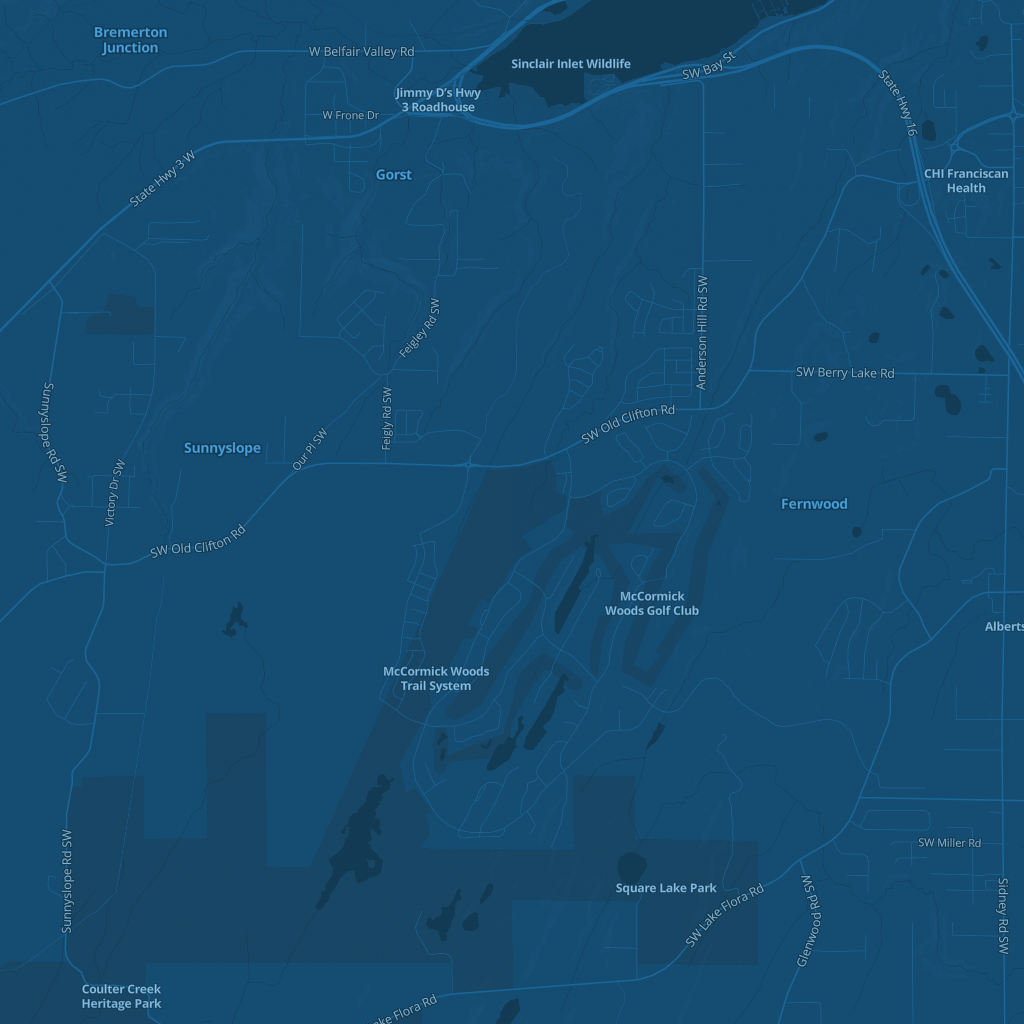 Bremerton
Junction
W Belfair Valley Rd
Sinclair Inlet Wildlife
SW Bay St
Jimmy D's Hwy
3 Roadhouse
State Hwy 16
W Frone Dr
State Hwy 3 W
Gorst
CHI Franciscan
Health
Feigley Rd SW
Anderson Hill Rd SW
SW Berry Lake Rd
Sunnyslope Rd SW
Feigly Rd SW
SW Old Clifton Rd
Our Pl SW
Sunnyslope
Victory Dr SW
Fernwood
SW Old Clifton Rd
McCormick
Woods Golf Club
Alberts
McCormick Woods
Trail System
Sunnyslope Rd SW
SW Miller Rd
Square Lake Park
SW Lake Flora Rd
Glenwood Rd SW
Sidney Rd SW
Coulter Creek
Heritage Park
ake Flora Rd